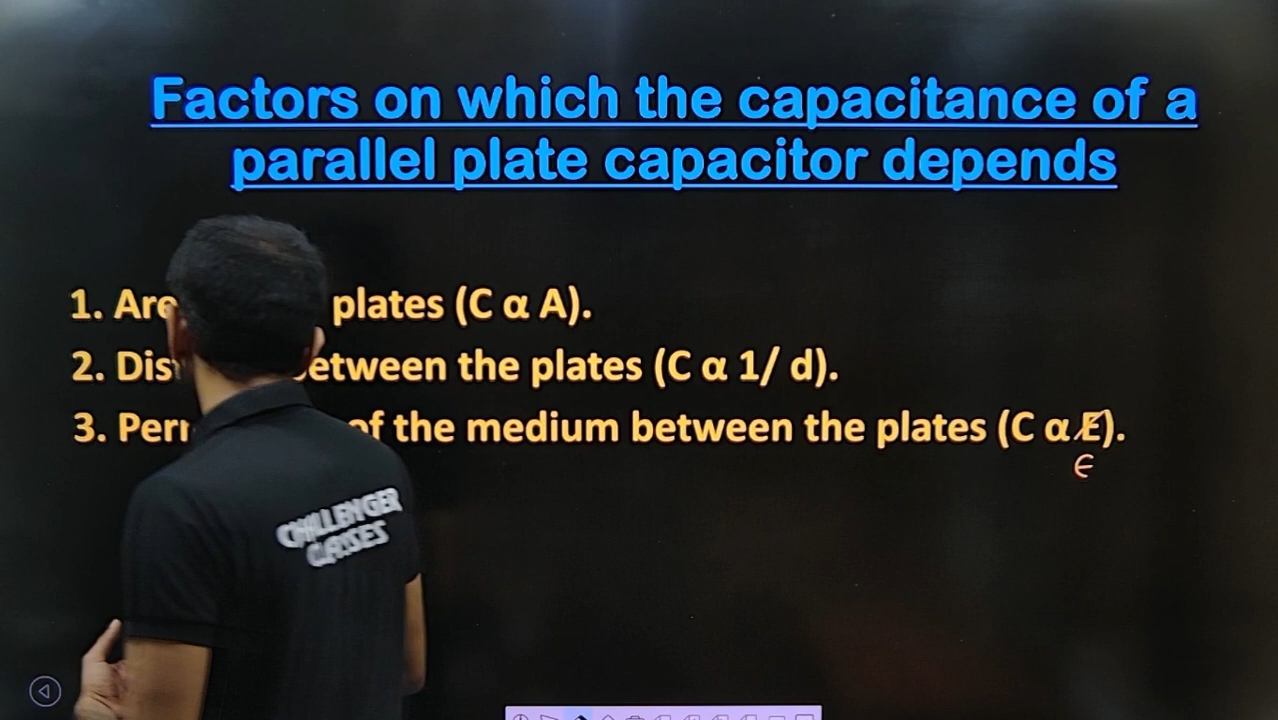 Factors on which the capacitance of a
parallel plate capacitor depends
1. Are plates (C α A).
2. Dis etween the plates (C α 1/ d).
3. Per of the medium between the plates (C α E).
ϵ
CHALLENGER
CLASSES